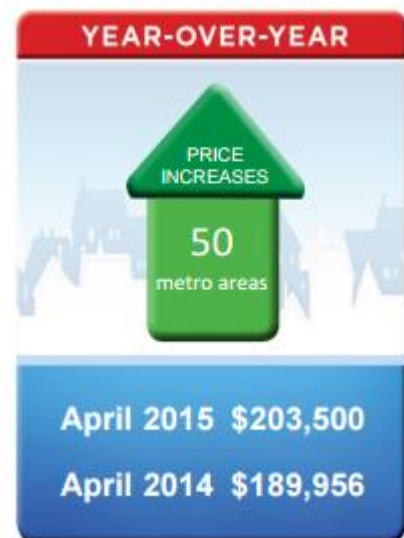 YEAR-OVER-YEAR
PRICE
INCREASES
50
metro areas
April 2015 $203,500
April 2014 $189,956